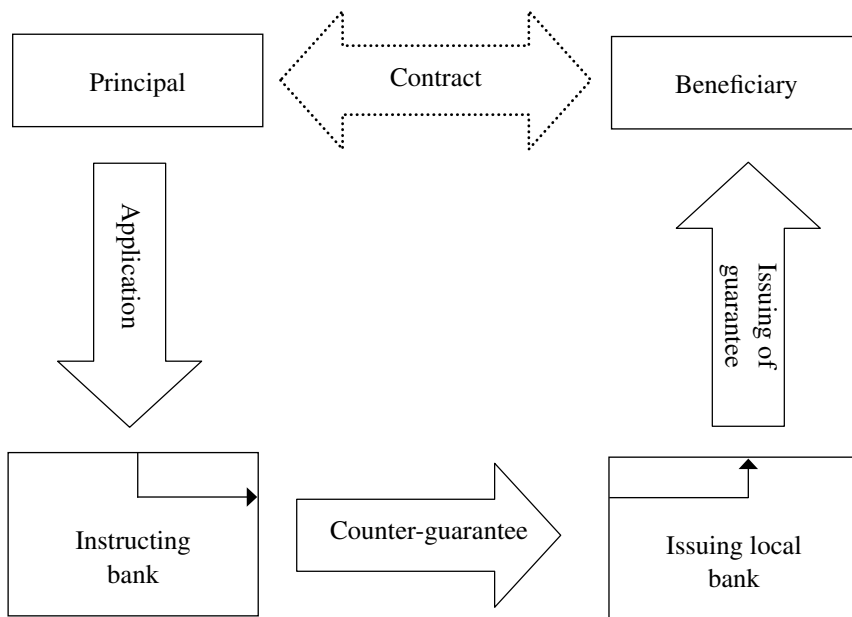 Principal
Contract
Beneficiary
Application
Issuing of
guarantee
Instructing
bank
Counter-guarantee
Issuing local
bank